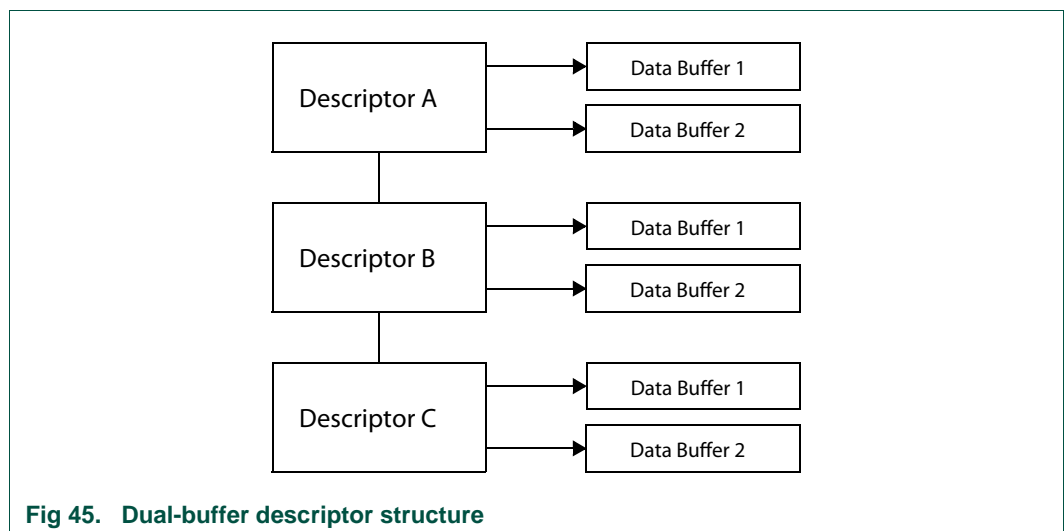 Descriptor A
Data Buffer 1
Data Buffer 2
Descriptor B
Data Buffer 1
Data Buffer 2
Descriptor C
Data Buffer 1
Data Buffer 2
Fig 45. Dual-buffer descriptor structure